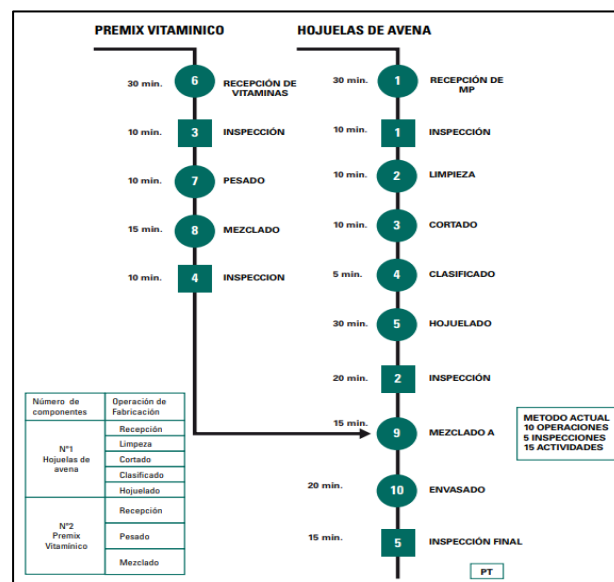 PREMIX VITAMINICO
30 min.
6
RECEPCIÓN DE
VITAMINAS
10 min.
3
INSPECCIÓN
10 min.
7
PESADO
15 min.
8
MEZCLADO
10 min.
4
INSPECCION
HOJUELAS DE AVENA
30 min.
1
RECEPCIÓN DE
MP
10 min.
1
INSPECCIÓN
10 min.
2
LIMPIEZA
10 min.
3
CORTADO
5 min.
4
CLASIFICADO
30 min.
5
HOJUELADO
20 min.
2
INSPECCIÓN
15 min.
9
MEZCLADO A
20 min.
10
ENVASADO
15 min.
5
INSPECCIÓN FINAL
PT
METODO ACTUAL
10 OPERACIONES
5 INSPECCIONES
15 ACTIVIDADES
Número de
componentes
Operación de
Fabricación
Nº1
Hojuelas de
avena
Recepción
Limpeza
Cortado
Clasificado
Hojuelado
Nº2
Premix
Vitamínico
Recepción
Pesado
Mezclado